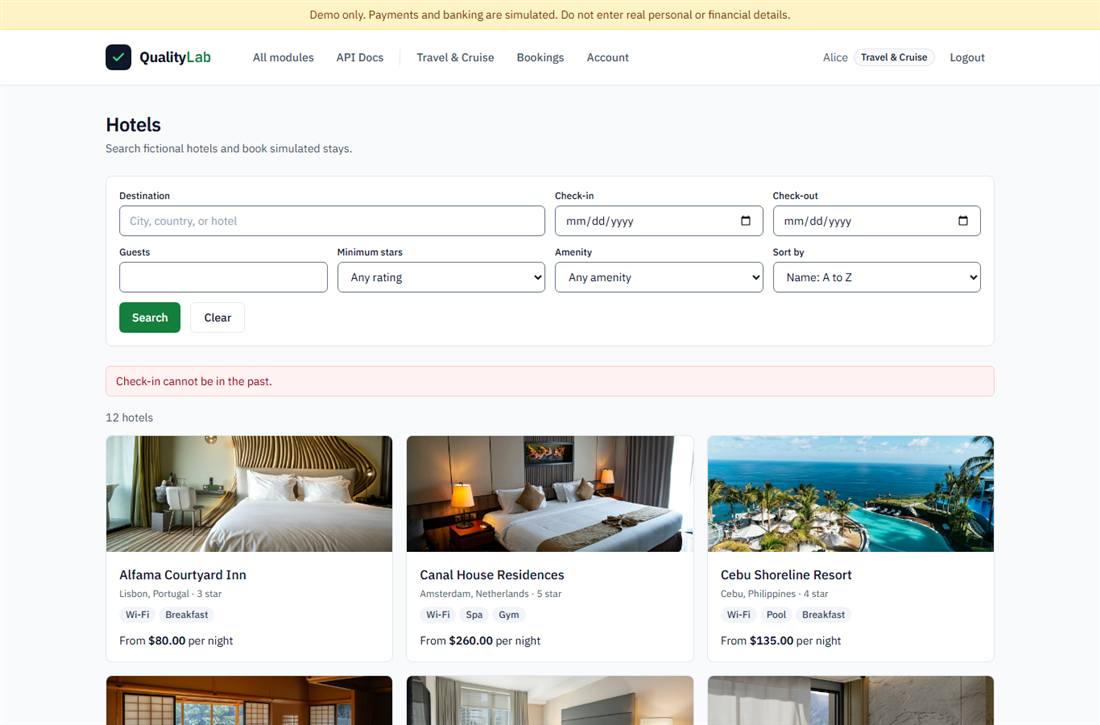 Demo only. Payments and banking are simulated. Do not enter real personal or financial details.
QualityLab All modules API Docs Travel & Cruise Bookings Account Alice Travel & Cruise Logout
Hotels
Search fictional hotels and book simulated stays.
Destination Check-in Check-out
City, country, or hotel mm/dd/yyyy mm/dd/yyyy
Guests Minimum stars Amenity Sort by
Any rating Any amenity Name: A to Z
Search Clear
Check-in cannot be in the past.
12 hotels
Alfama Courtyard Inn
Lisbon, Portugal · 3 star
Wi-Fi Breakfast
From $80.00 per night
Canal House Residences
Amsterdam, Netherlands · 5 star
Wi-Fi Spa Gym
From $260.00 per night
Cebu Shoreline Resort
Cebu, Philippines · 4 star
Wi-Fi Pool Breakfast
From $135.00 per night